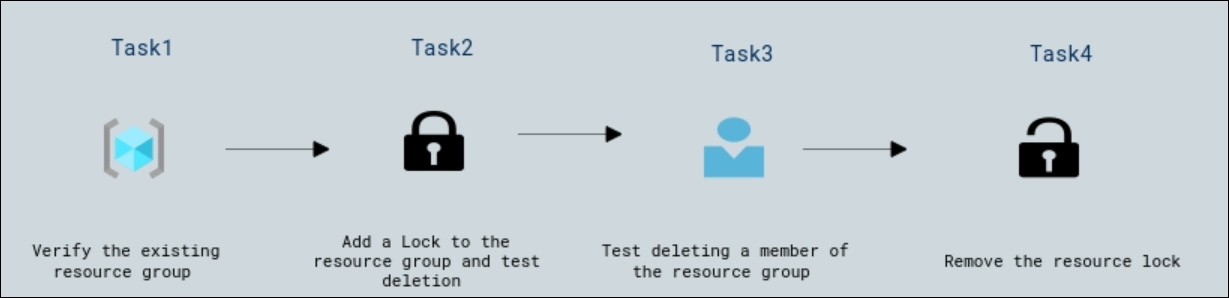 Task1
Task2
Task3
Task4
Verify the existing
resource group
Add a Lock to the
resource group and test
deletion
Test deleting a member of
the resource group
Remove the resource lock